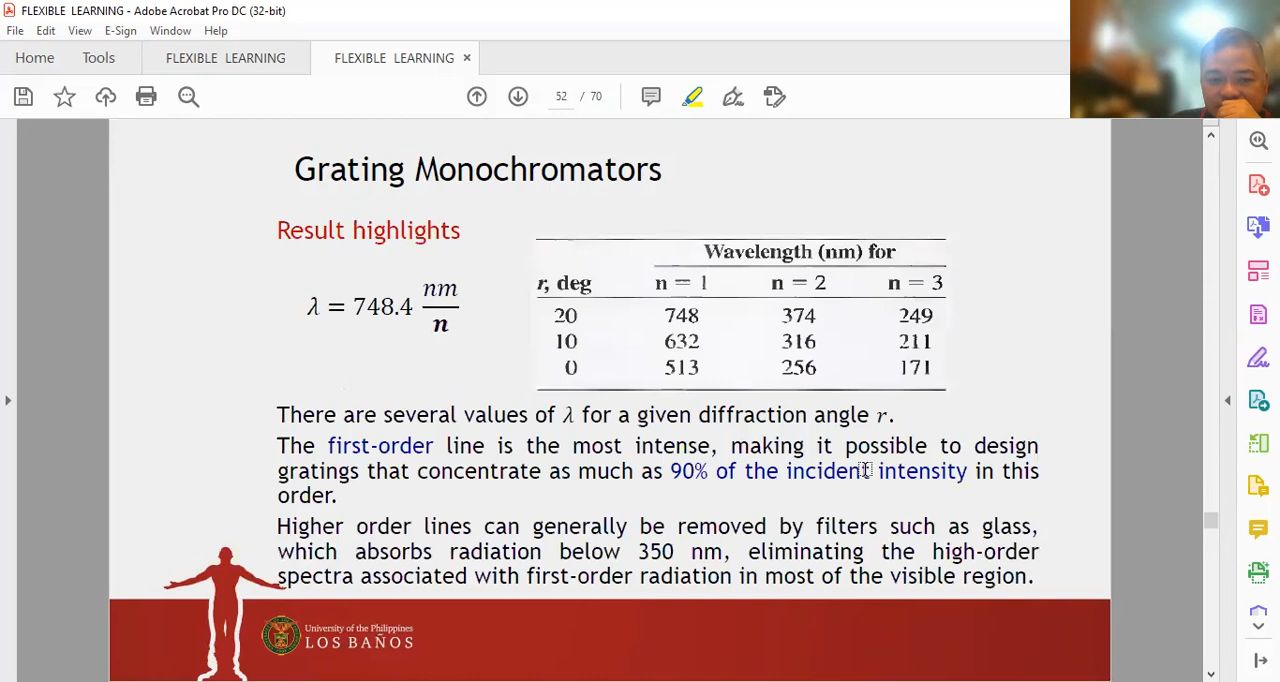 FLEXIBLE LEARNING - Adobe Acrobat Pro DC (32-bit)
File Edit View E-Sign Window Help
Home Tools FLEXIBLE LEARNING FLEXIBLE LEARNING ×
52 / 70
Grating Monochromators
Result highlights
λ = 748.4 nm/n
Wavelength (nm) for
r, deg n = 1 n = 2 n = 3
20 748 374 249
10 632 316 211
0 513 256 171
There are several values of λ for a given diffraction angle r.
The first-order line is the most intense, making it possible to design
gratings that concentrate as much as 90% of the incident intensity in this
order.
Higher order lines can generally be removed by filters such as glass,
which absorbs radiation below 350 nm, eliminating the high-order
spectra associated with first-order radiation in most of the visible region.
University of the Philippines
LOS BAÑOS